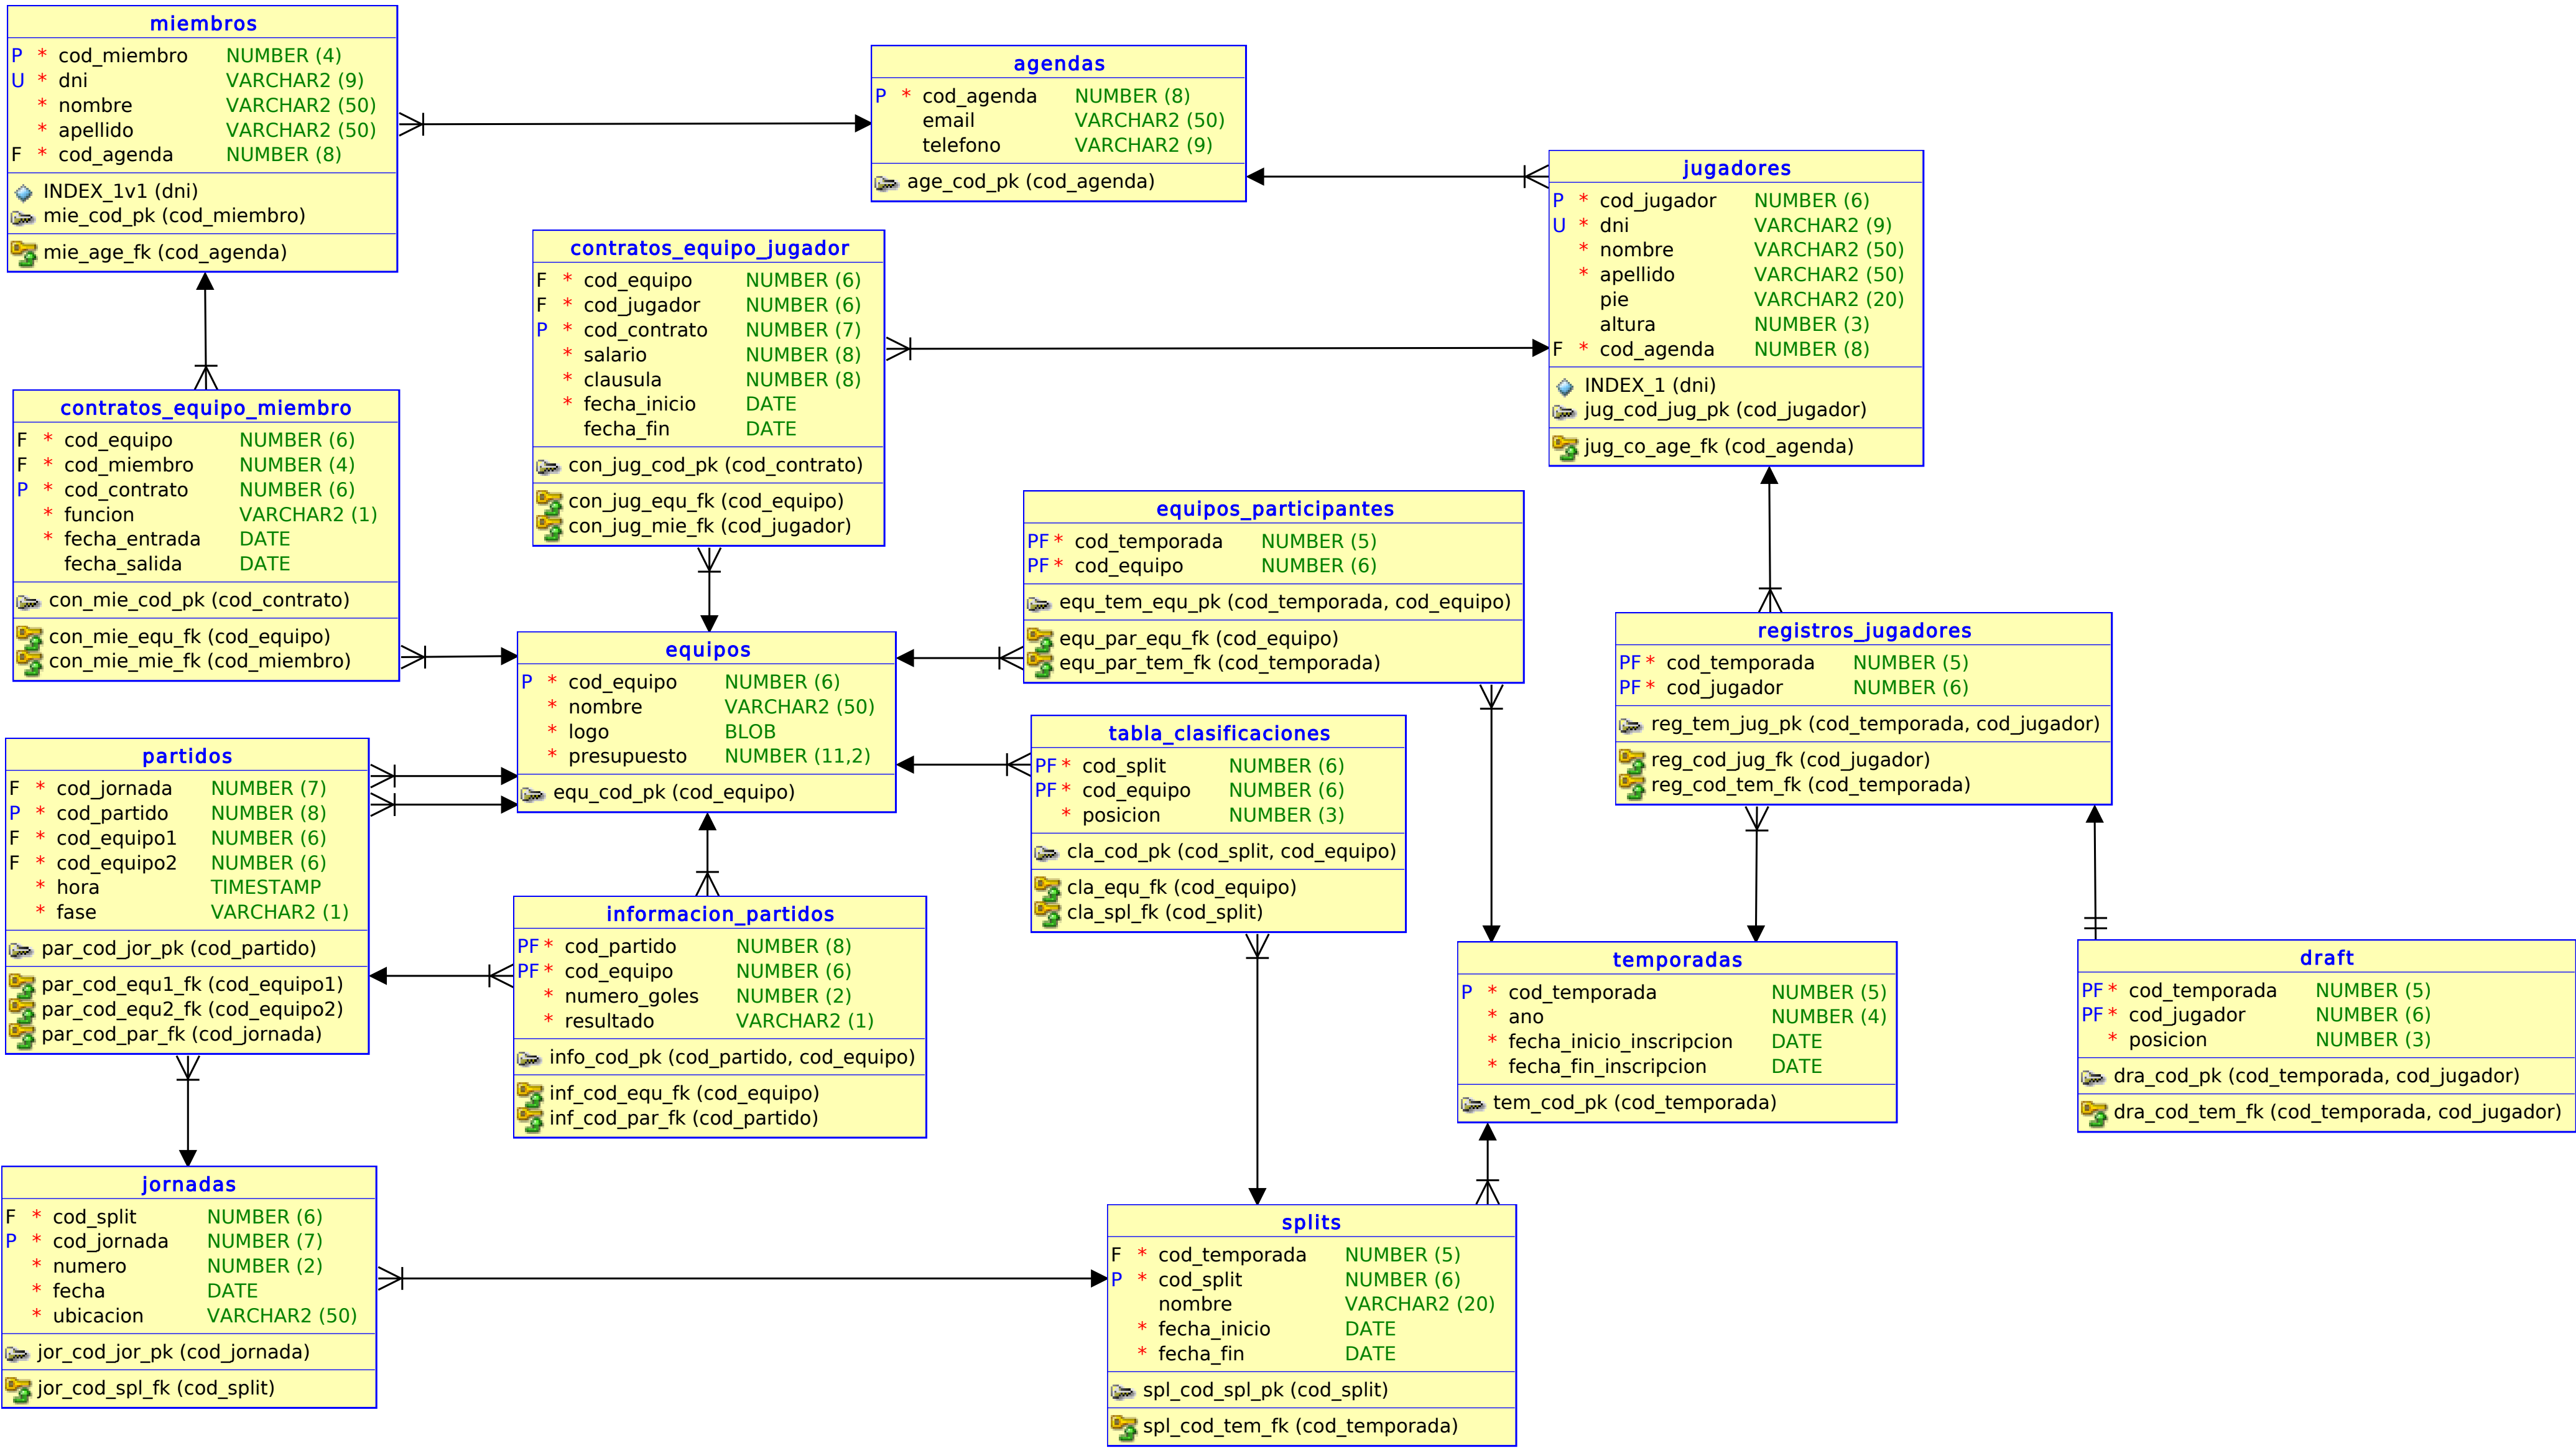 miembros
P * cod_miembro NUMBER (4)
U * dni VARCHAR2 (9)
* nombre VARCHAR2 (50)
* apellido VARCHAR2 (50)
F * cod_agenda NUMBER (8)
INDEX_1v1 (dni)
mie_cod_pk (cod_miembro)
mie_age_fk (cod_agenda)
agendas
P * cod_agenda NUMBER (8)
email VARCHAR2 (50)
telefono VARCHAR2 (9)
age_cod_pk (cod_agenda)
jugadores
P * cod_jugador NUMBER (6)
U * dni VARCHAR2 (9)
* nombre VARCHAR2 (50)
* apellido VARCHAR2 (50)
pie VARCHAR2 (20)
altura NUMBER (3)
F * cod_agenda NUMBER (8)
INDEX_1 (dni)
jug_cod_jug_pk (cod_jugador)
jug_co_age_fk (cod_agenda)
contratos_equipo_jugador
F * cod_equipo NUMBER (6)
F * cod_jugador NUMBER (6)
P * cod_contrato NUMBER (7)
* salario NUMBER (8)
* clausula NUMBER (8)
* fecha_inicio DATE
fecha_fin DATE
con_jug_cod_pk (cod_contrato)
con_jug_equ_fk (cod_equipo)
con_jug_mie_fk (cod_jugador)
contratos_equipo_miembro
F * cod_equipo NUMBER (6)
F * cod_miembro NUMBER (4)
P * cod_contrato NUMBER (6)
* funcion VARCHAR2 (1)
* fecha_entrada DATE
fecha_salida DATE
con_mie_cod_pk (cod_contrato)
con_mie_equ_fk (cod_equipo)
con_mie_mie_fk (cod_miembro)
equipos_participantes
PF * cod_temporada NUMBER (5)
PF * cod_equipo NUMBER (6)
equ_tem_equ_pk (cod_temporada, cod_equipo)
equ_par_equ_fk (cod_equipo)
equ_par_tem_fk (cod_temporada)
registros_jugadores
PF * cod_temporada NUMBER (5)
PF * cod_jugador NUMBER (6)
reg_tem_jug_pk (cod_temporada, cod_jugador)
reg_cod_jug_fk (cod_jugador)
reg_cod_tem_fk (cod_temporada)
equipos
P * cod_equipo NUMBER (6)
* nombre VARCHAR2 (50)
* logo BLOB
* presupuesto NUMBER (11,2)
equ_cod_pk (cod_equipo)
tabla_clasificaciones
PF * cod_split NUMBER (6)
PF * cod_equipo NUMBER (6)
* posicion NUMBER (3)
cla_cod_pk (cod_split, cod_equipo)
cla_equ_fk (cod_equipo)
cla_spl_fk (cod_split)
partidos
F * cod_jornada NUMBER (7)
P * cod_partido NUMBER (8)
F * cod_equipo1 NUMBER (6)
F * cod_equipo2 NUMBER (6)
* hora TIMESTAMP
* fase VARCHAR2 (1)
par_cod_jor_pk (cod_partido)
par_cod_equ1_fk (cod_equipo1)
par_cod_equ2_fk (cod_equipo2)
par_cod_par_fk (cod_jornada)
informacion_partidos
PF * cod_partido NUMBER (8)
PF * cod_equipo NUMBER (6)
* numero_goles NUMBER (2)
* resultado VARCHAR2 (1)
info_cod_pk (cod_partido, cod_equipo)
inf_cod_equ_fk (cod_equipo)
inf_cod_par_fk (cod_partido)
temporadas
P * cod_temporada NUMBER (5)
* ano NUMBER (4)
* fecha_inicio_inscripcion DATE
* fecha_fin_inscripcion DATE
tem_cod_pk (cod_temporada)
draft
PF * cod_temporada NUMBER (5)
PF * cod_jugador NUMBER (6)
* posicion NUMBER (3)
dra_cod_pk (cod_temporada, cod_jugador)
dra_cod_tem_fk (cod_temporada, cod_jugador)
jornadas
F * cod_split NUMBER (6)
P * cod_jornada NUMBER (7)
* numero NUMBER (2)
* fecha DATE
* ubicacion VARCHAR2 (50)
jor_cod_jor_pk (cod_jornada)
jor_cod_spl_fk (cod_split)
splits
F * cod_temporada NUMBER (5)
P * cod_split NUMBER (6)
nombre VARCHAR2 (20)
* fecha_inicio DATE
* fecha_fin DATE
spl_cod_spl_pk (cod_split)
spl_cod_tem_fk (cod_temporada)